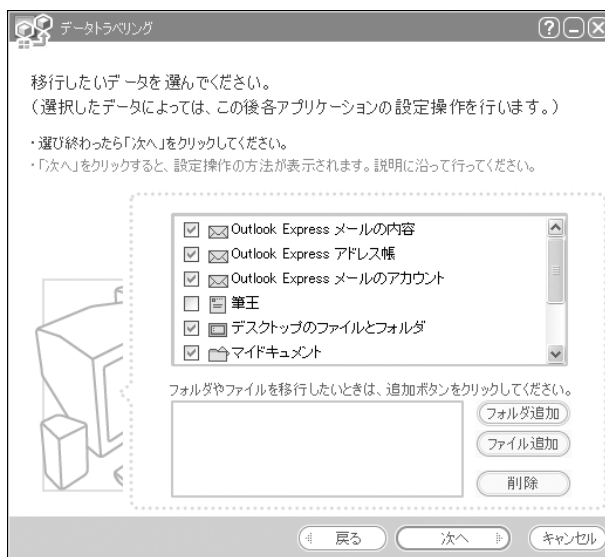 データトラベリング
移行したいデータを選んでください。
（選択したデータによっては、この後各アプリケーションの設定操作を行います。）
・選び終わったら「次へ」をクリックしてください。
・「次へ」をクリックすると、設定操作の方法が表示されます。説明に沿って行ってください。
Outlook Express メールの内容
Outlook Express アドレス帳
Outlook Express メールのアカウント
筆王
デスクトップのファイルとフォルダ
マイドキュメント
フォルダやファイルを移行したいときは、追加ボタンをクリックしてください。
フォルダ追加
ファイル追加
削除
戻る 次へ キャンセル